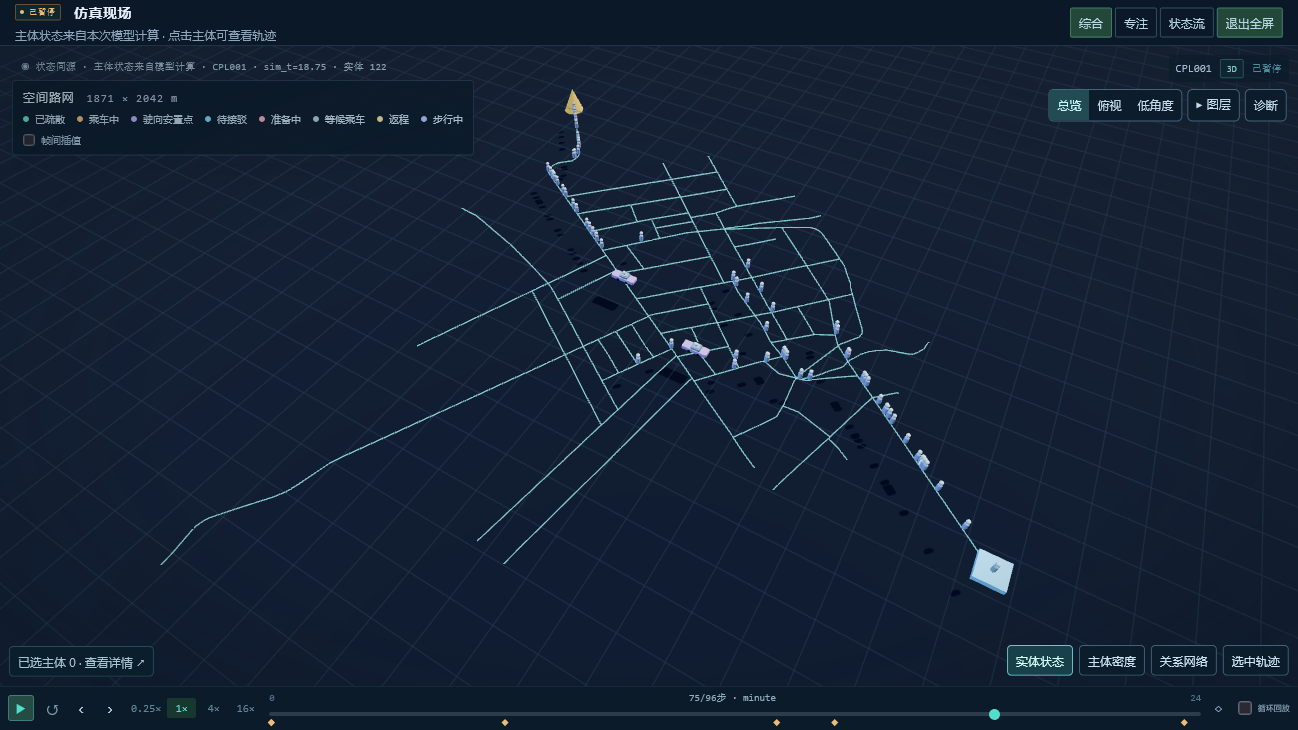 已暂停 仿真现场
主体状态来自本次模型计算 · 点击主体可查看轨迹
综合 专注 状态流 退出全屏
状态同源 · 主体状态来自模型计算 · CPL001 · sim_t=18.75 · 实体 122
CPL001 3D 已暂停
空间路网 1871 × 2042 m
已疏散 乘车中 驶向安置点 待接驳 准备中 等候乘车 返程 步行中
帧间插值
总览 俯视 低角度 ▸ 图层 诊断
已选主体 0 · 查看详情 ↗
实体状态 主体密度 关系网络 选中轨迹
0 75/96步 · minute 24
0.25× 1× 4× 16×
循环回放